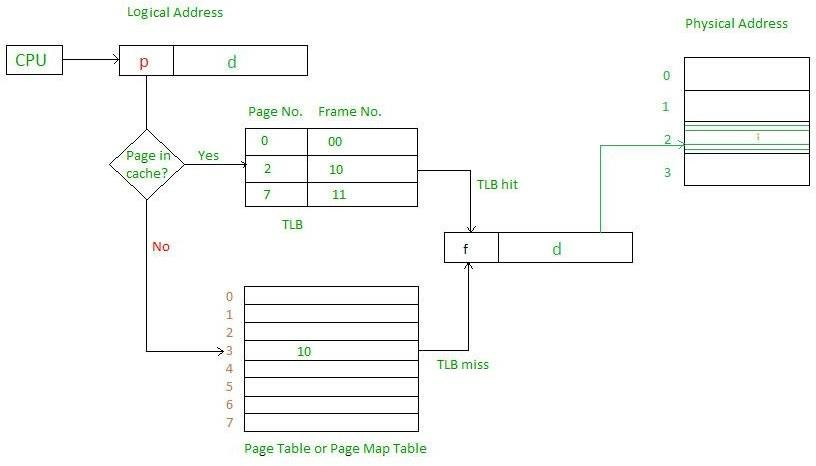 Logical Address
Physical Address
CPU
p d
0
1
2
3
Page No. Frame No.
Page in
cache?
Yes
0 00
2 10
7 11
TLB
TLB hit
f d
No
0
1
2
3 10
4
5
6
7
TLB miss
Page Table or Page Map Table